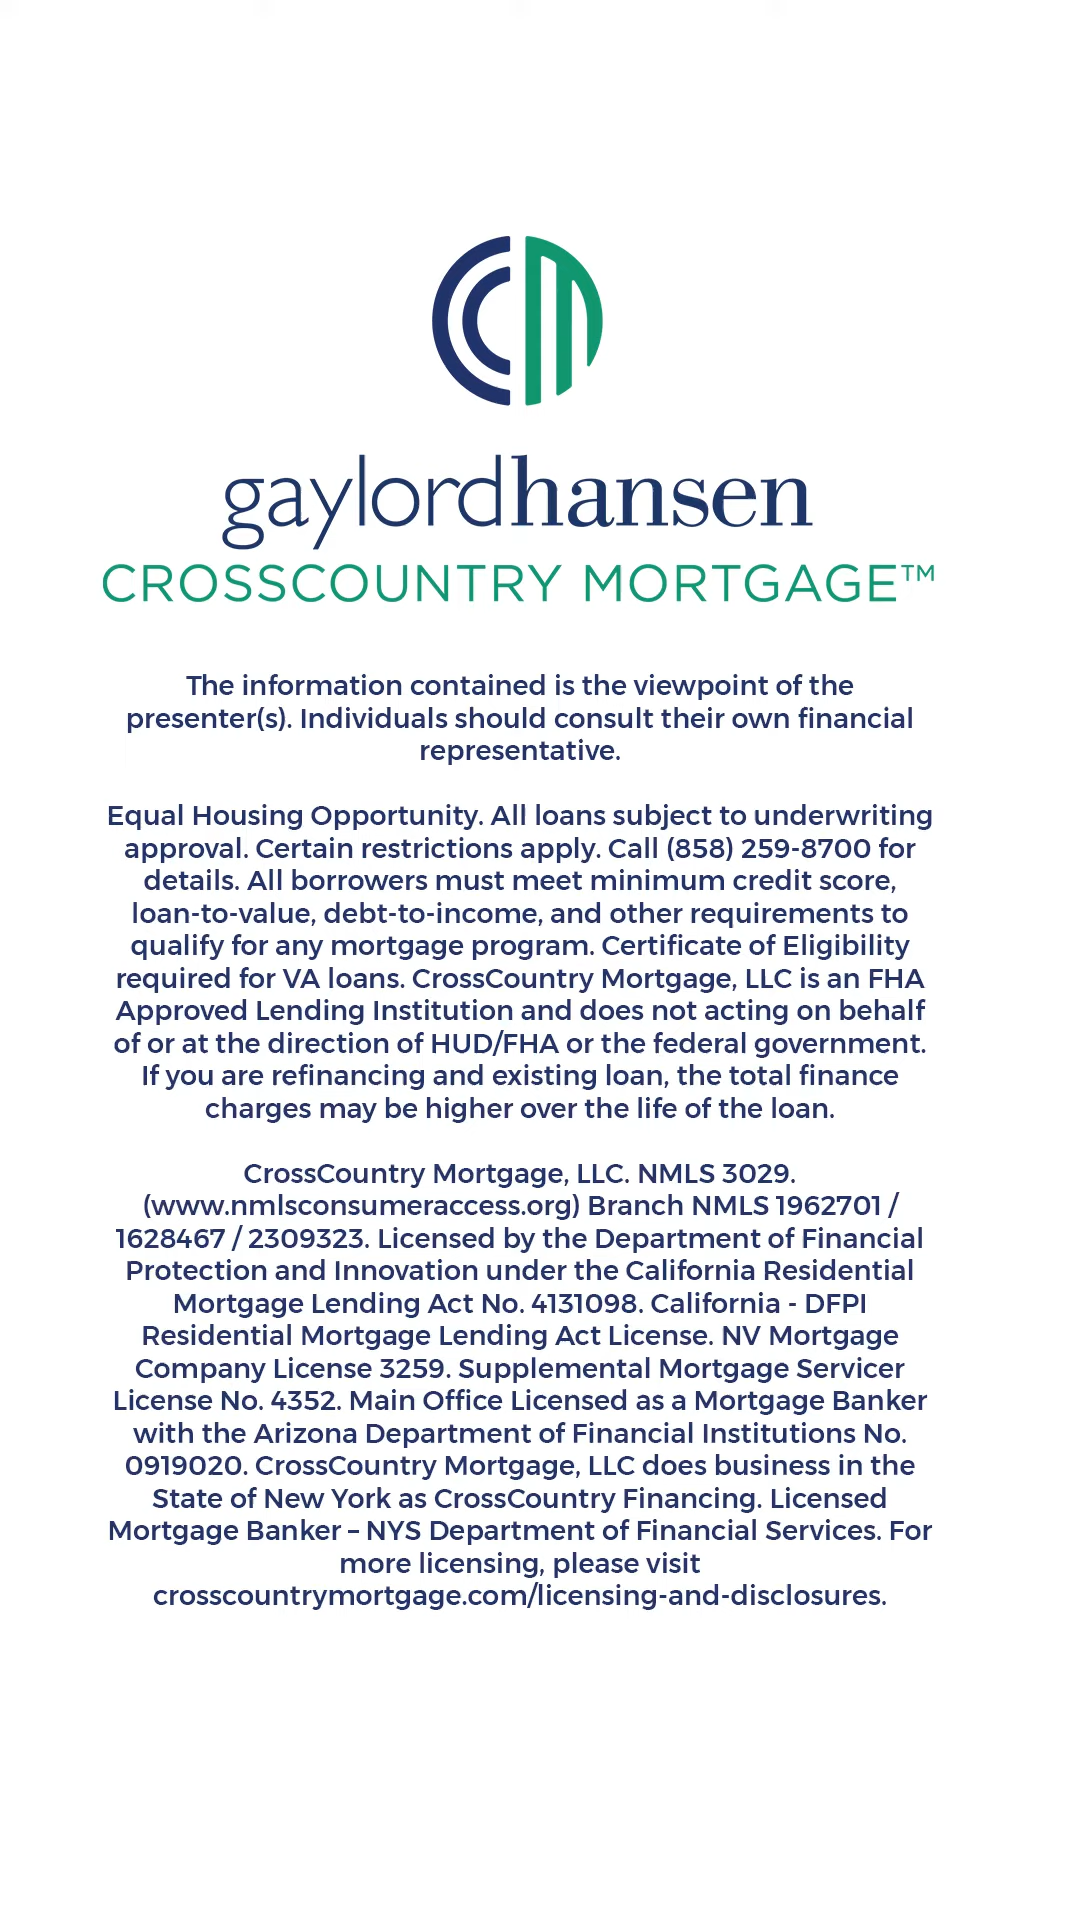 gaylordhansen
CROSSCOUNTRY MORTGAGE™
The information contained is the viewpoint of the
presenter(s). Individuals should consult their own financial
representative.
Equal Housing Opportunity. All loans subject to underwriting
approval. Certain restrictions apply. Call (858) 259-8700 for
details. All borrowers must meet minimum credit score,
loan-to-value, debt-to-income, and other requirements to
qualify for any mortgage program. Certificate of Eligibility
required for VA loans. CrossCountry Mortgage, LLC is an FHA
Approved Lending Institution and does not acting on behalf
of or at the direction of HUD/FHA or the federal government.
If you are refinancing and existing loan, the total finance
charges may be higher over the life of the loan.
CrossCountry Mortgage, LLC. NMLS 3029.
(www.nmlsconsumeraccess.org) Branch NMLS 1962701 /
1628467 / 2309323. Licensed by the Department of Financial
Protection and Innovation under the California Residential
Mortgage Lending Act No. 4131098. California - DFPI
Residential Mortgage Lending Act License. NV Mortgage
Company License 3259. Supplemental Mortgage Servicer
License No. 4352. Main Office Licensed as a Mortgage Banker
with the Arizona Department of Financial Institutions No.
0919020. CrossCountry Mortgage, LLC does business in the
State of New York as CrossCountry Financing. Licensed
Mortgage Banker – NYS Department of Financial Services. For
more licensing, please visit
crosscountrymortgage.com/licensing-and-disclosures.